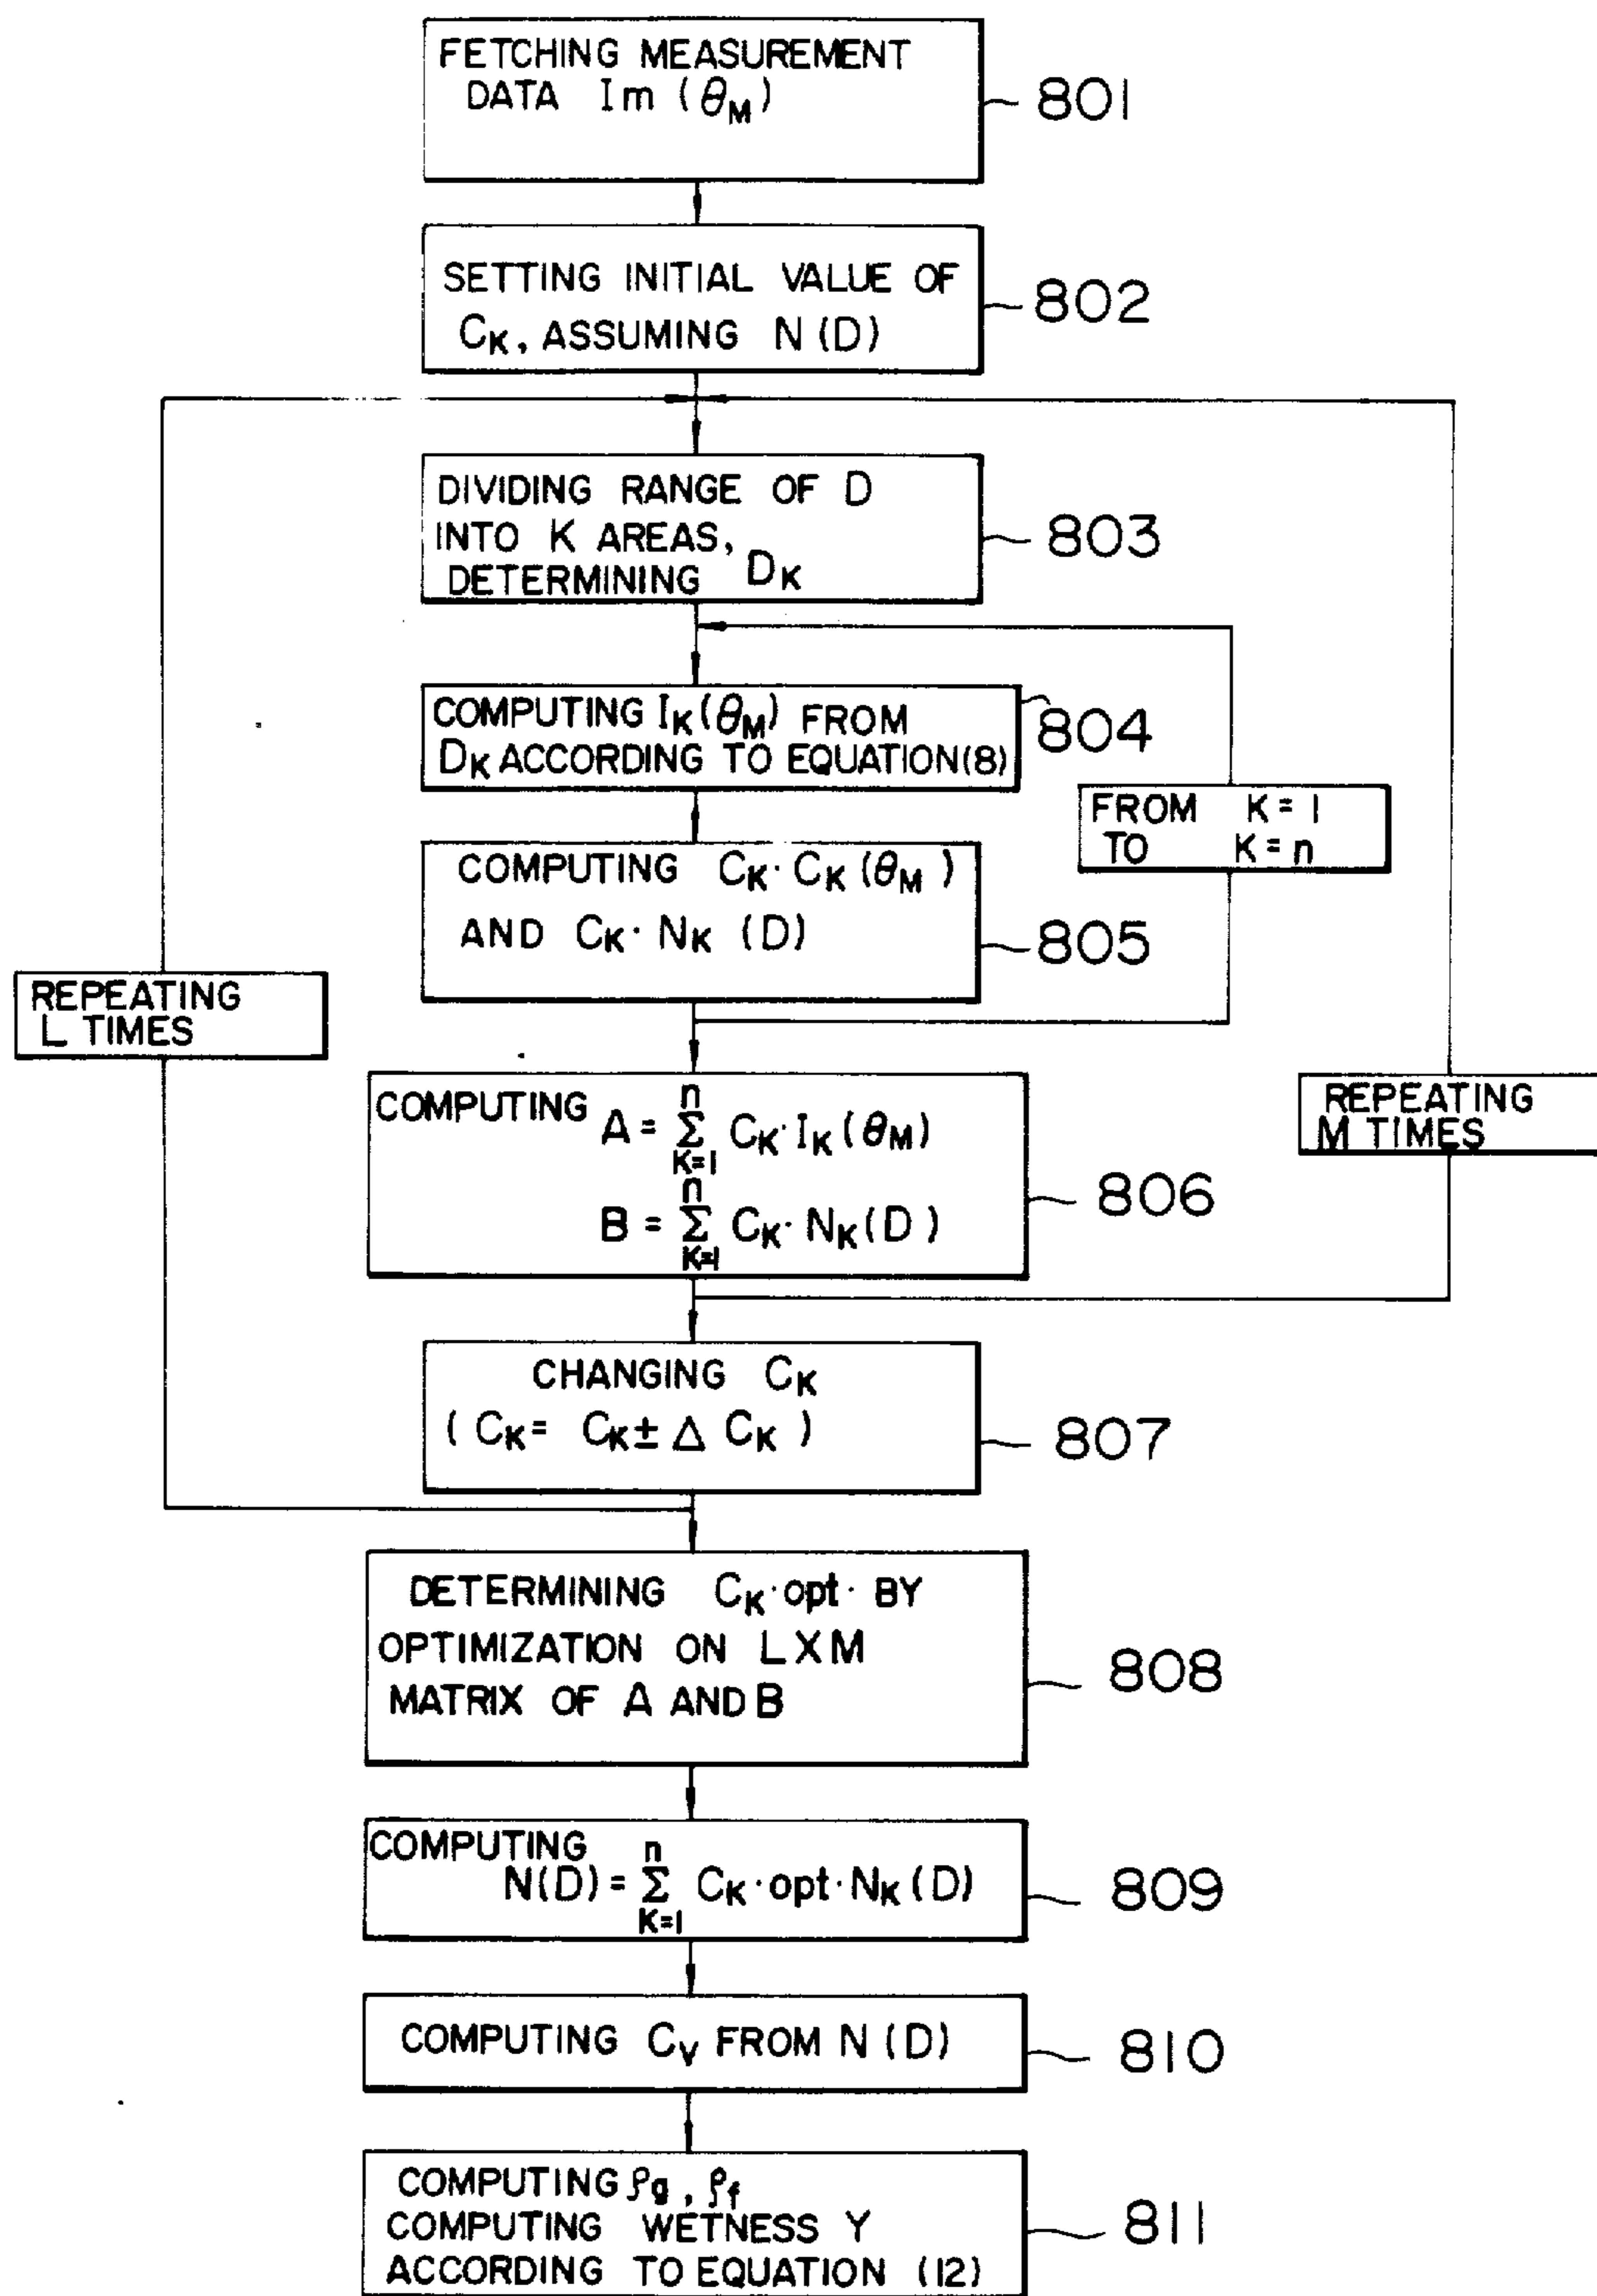 FETCHING MEASUREMENT
DATA Im (θM)
801
SETTING INITIAL VALUE OF
CK, ASSUMING N (D)
802
DIVIDING RANGE OF D
INTO K AREAS,
DETERMINING DK
803
COMPUTING IK(θM) FROM
DK ACCORDING TO EQUATION(8)
804
FROM K = 1
TO K = n
COMPUTING CK· CK (θM )
AND CK· NK (D)
805
REPEATING
L TIMES
COMPUTING A = n Σ K=1 CK· IK (θM)
B = n Σ K=1 CK· NK (D)
806
REPEATING
M TIMES
CHANGING CK
( CK = CK ± Δ CK )
807
DETERMINING CK·opt· BY
OPTIMIZATION ON L X M
MATRIX OF A AND B
808
COMPUTING
N(D) = n Σ K=1 CK·opt·NK (D)
809
COMPUTING CV FROM N (D)
810
COMPUTING ρg , ρf
COMPUTING WETNESS Y
ACCORDING TO EQUATION (12)
811